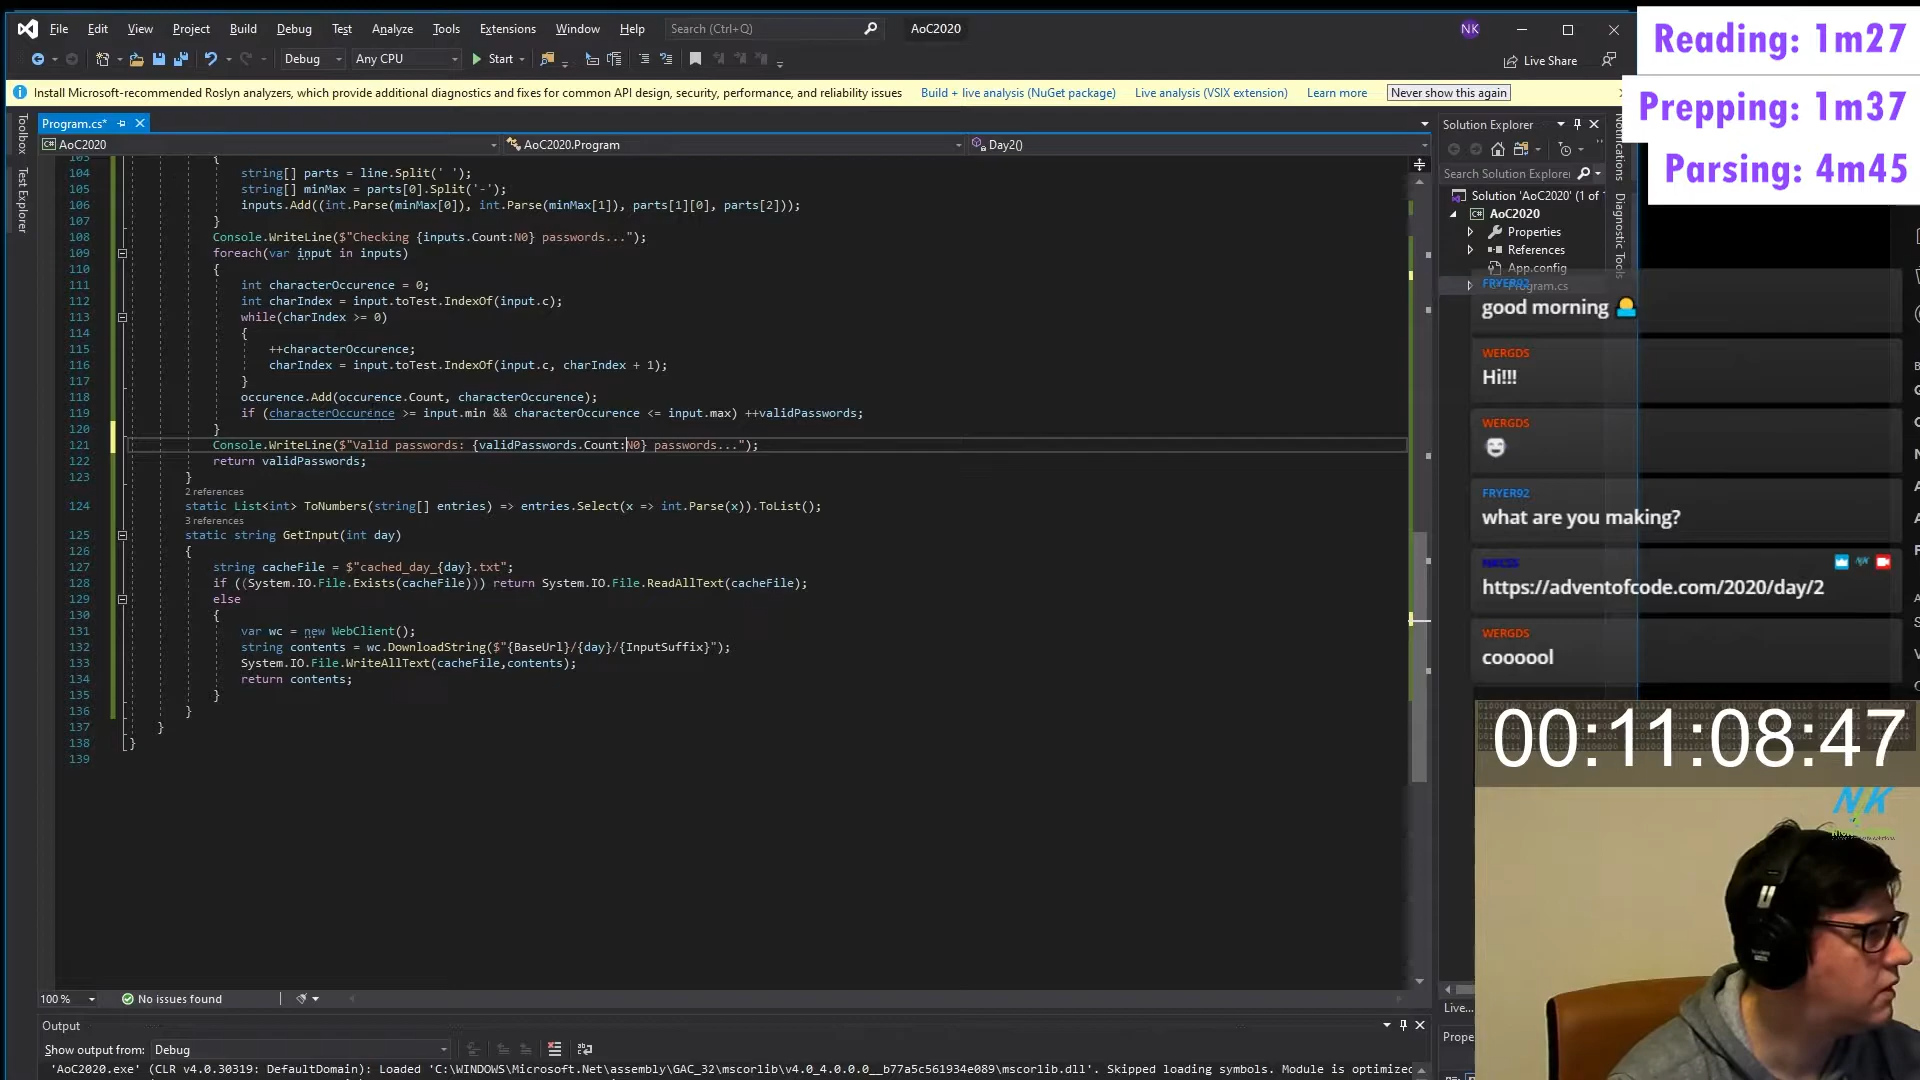 File Edit View Project Build Debug Test Analyze Tools Extensions Window Help Search (Ctrl+Q) AoC2020 NK
Debug Any CPU Start Live Share
Install Microsoft-recommended Roslyn analyzers, which provide additional diagnostics and fixes for common API design, security, performance, and reliability issues Build + live analysis (NuGet package) Live analysis (VSIX extension) Learn more Never show this again
Reading: 1m27
Prepping: 1m37
Parsing: 4m45
Toolbox
Test Explorer
Program.cs*
AoC2020 AoC2020.Program Day2()
103 {
104 string[] parts = line.Split(' ');
105 string[] minMax = parts[0].Split('-');
106 inputs.Add((int.Parse(minMax[0]), int.Parse(minMax[1]), parts[1][0], parts[2]));
107 }
108 Console.WriteLine($"Checking {inputs.Count:N0} passwords...");
109 foreach(var input in inputs)
110 {
111 int characterOccurence = 0;
112 int charIndex = input.toTest.IndexOf(input.c);
113 while(charIndex >= 0)
114 {
115 ++characterOccurence;
116 charIndex = input.toTest.IndexOf(input.c, charIndex + 1);
117 }
118 occurence.Add(occurence.Count, characterOccurence);
119 if (characterOccurence >= input.min && characterOccurence <= input.max) ++validPasswords;
120 }
121 Console.WriteLine($"Valid passwords: {validPasswords.Count:N0} passwords...");
122 return validPasswords;
123 }
2 references
124 static List<int> ToNumbers(string[] entries) => entries.Select(x => int.Parse(x)).ToList();
3 references
125 static string GetInput(int day)
126 {
127 string cacheFile = $"cached_day_{day}.txt";
128 if ((System.IO.File.Exists(cacheFile))) return System.IO.File.ReadAllText(cacheFile);
129 else
130 {
131 var wc = new WebClient();
132 string contents = wc.DownloadString($"{BaseUrl}/{day}/{InputSuffix}");
133 System.IO.File.WriteAllText(cacheFile,contents);
134 return contents;
135 }
136 }
137 }
138 }
139
100 % No issues found
Output
Show output from: Debug
'AoC2020.exe' (CLR v4.0.30319: DefaultDomain): Loaded 'C:\WINDOWS\Microsoft.Net\assembly\GAC_32\mscorlib\v4.0_4.0.0.0__b77a5c561934e089\mscorlib.dll'. Skipped loading symbols. Module is optimized
Solution Explorer
Search Solution Explorer
Solution 'AoC2020' (1 of
AoC2020
Properties
References
App.config
Program.cs
Notifications
Diagnostic Tools
FRYER92
good morning
WERGDS
Hi!!!
WERGDS
FRYER92
what are you making?
https://adventofcode.com/2020/day/2
WERGDS
coooool
00:11:08:47
NK
Live...
Prope